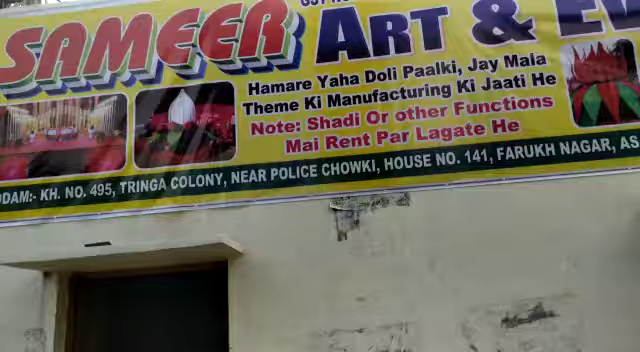 SAMEER ART & EV
Hamare Yaha Doli Paalki, Jay Mala
Theme Ki Manufacturing Ki Jaati He
Note: Shadi Or other Functions
Mai Rent Par Lagate He
ODAM:- KH. NO. 495, TRINGA COLONY, NEAR POLICE CHOWKI, HOUSE NO. 141, FARUKH NAGAR, AS